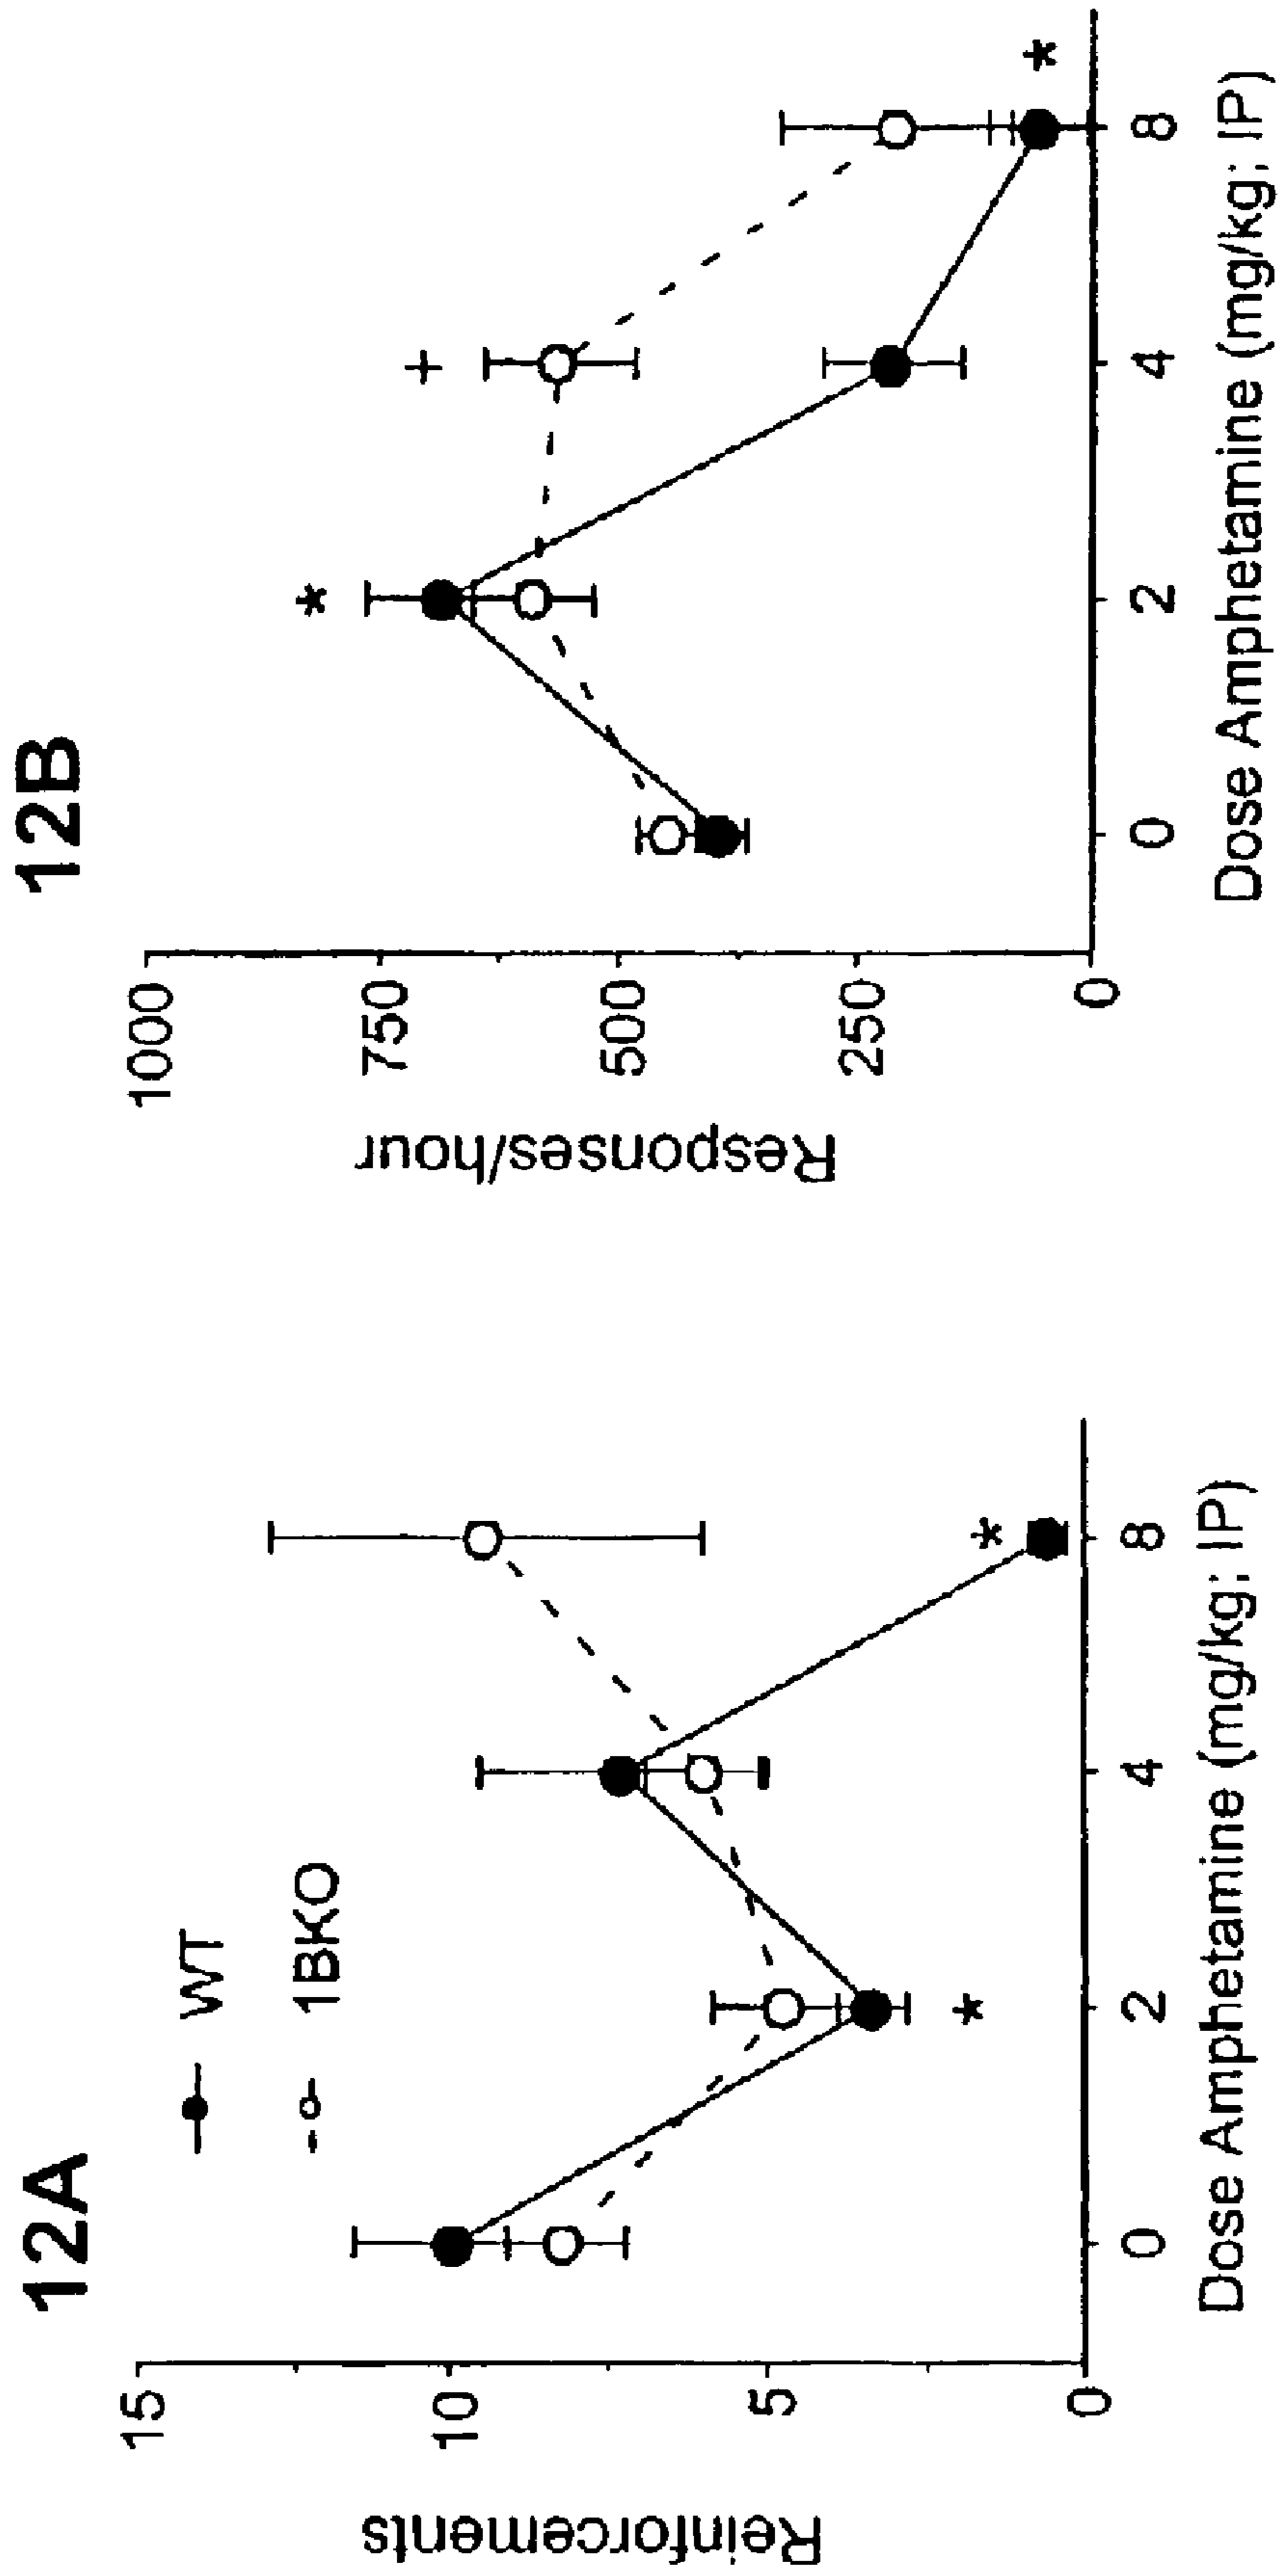 12A
WT
1BKO
Reinforcements
15
10
5
0
0 2 4 8
* * 
Dose Amphetamine (mg/kg; IP)
12B
Responses/hour
1000
750
500
250
0
* + *
0 2 4 8
Dose Amphetamine (mg/kg; IP)